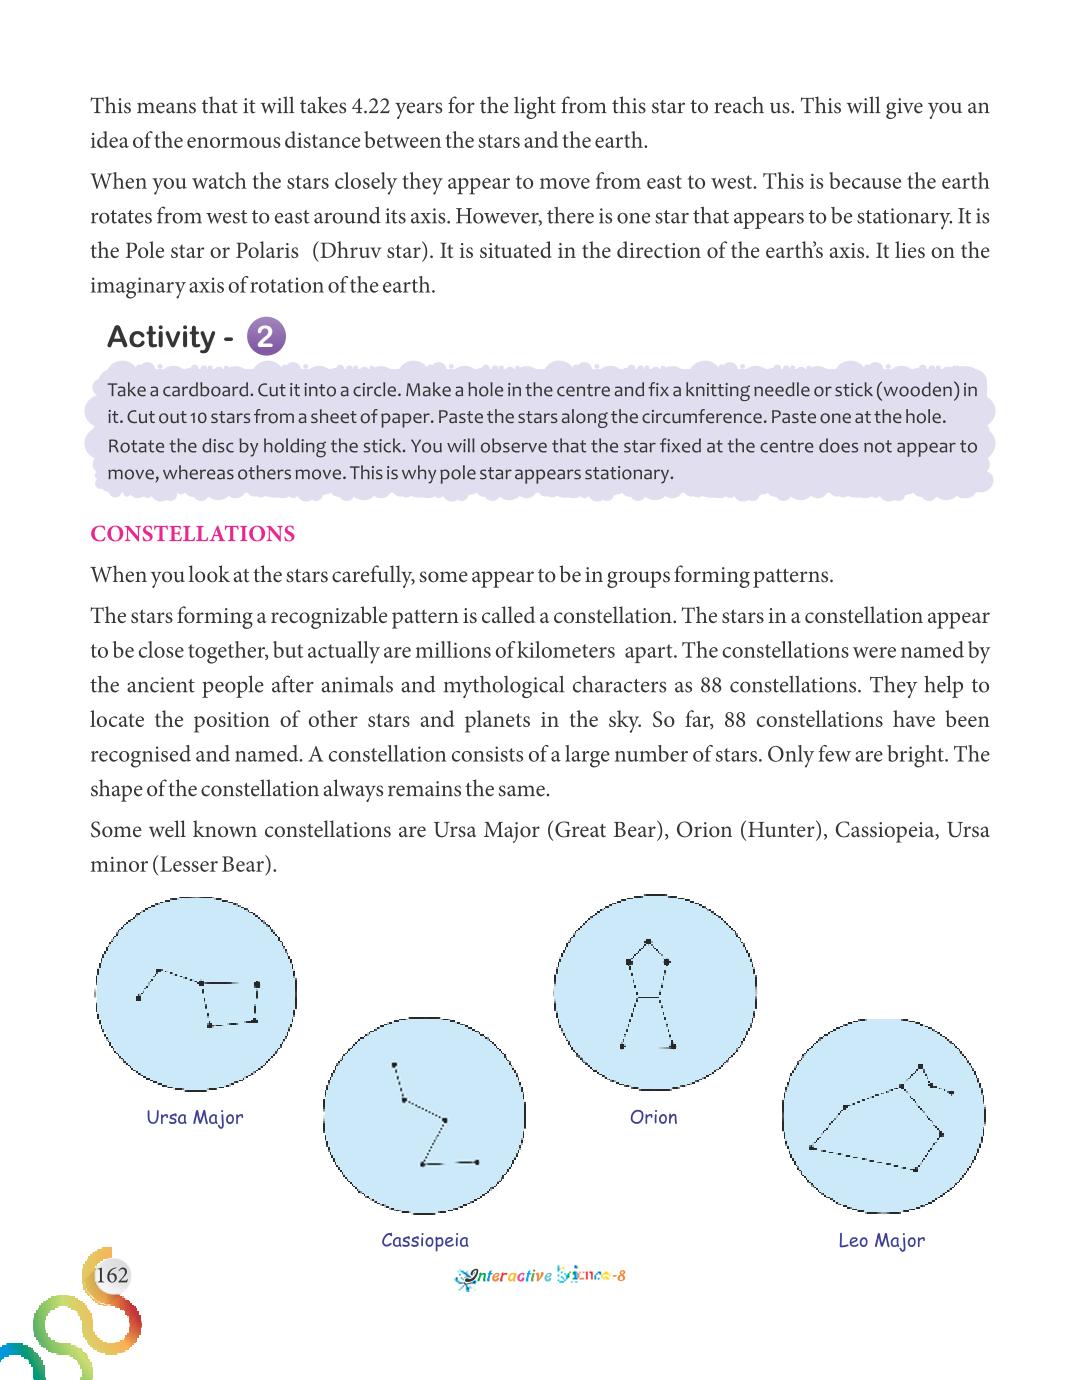 This means that it will takes 4.22 years for the light from this star to reach us. This will give you an
idea of the enormous distance between the stars and the earth.
When you watch the stars closely they appear to move from east to west. This is because the earth
rotates from west to east around its axis. However, there is one star that appears to be stationary. It is
the Pole star or Polaris (Dhruv star). It is situated in the direction of the earth's axis. It lies on the
imaginary axis of rotation of the earth.
Activity - 2
Take a cardboard. Cut it into a circle. Make a hole in the centre and fix a knitting needle or stick (wooden) in
it. Cut out 10 stars from a sheet of paper. Paste the stars along the circumference. Paste one at the hole.
Rotate the disc by holding the stick. You will observe that the star fixed at the centre does not appear to
move, whereas others move. This is why pole star appears stationary.
CONSTELLATIONS
When you look at the stars carefully, some appear to be in groups forming patterns.
The stars forming a recognizable pattern is called a constellation. The stars in a constellation appear
to be close together, but actually are millions of kilometers apart. The constellations were named by
the ancient people after animals and mythological characters as 88 constellations. They help to
locate the position of other stars and planets in the sky. So far, 88 constellations have been
recognised and named. A constellation consists of a large number of stars. Only few are bright. The
shape of the constellation always remains the same.
Some well known constellations are Ursa Major (Great Bear), Orion (Hunter), Cassiopeia, Ursa
minor (Lesser Bear).
Ursa Major
Orion
Cassiopeia
Leo Major
162
Interactive Science-8